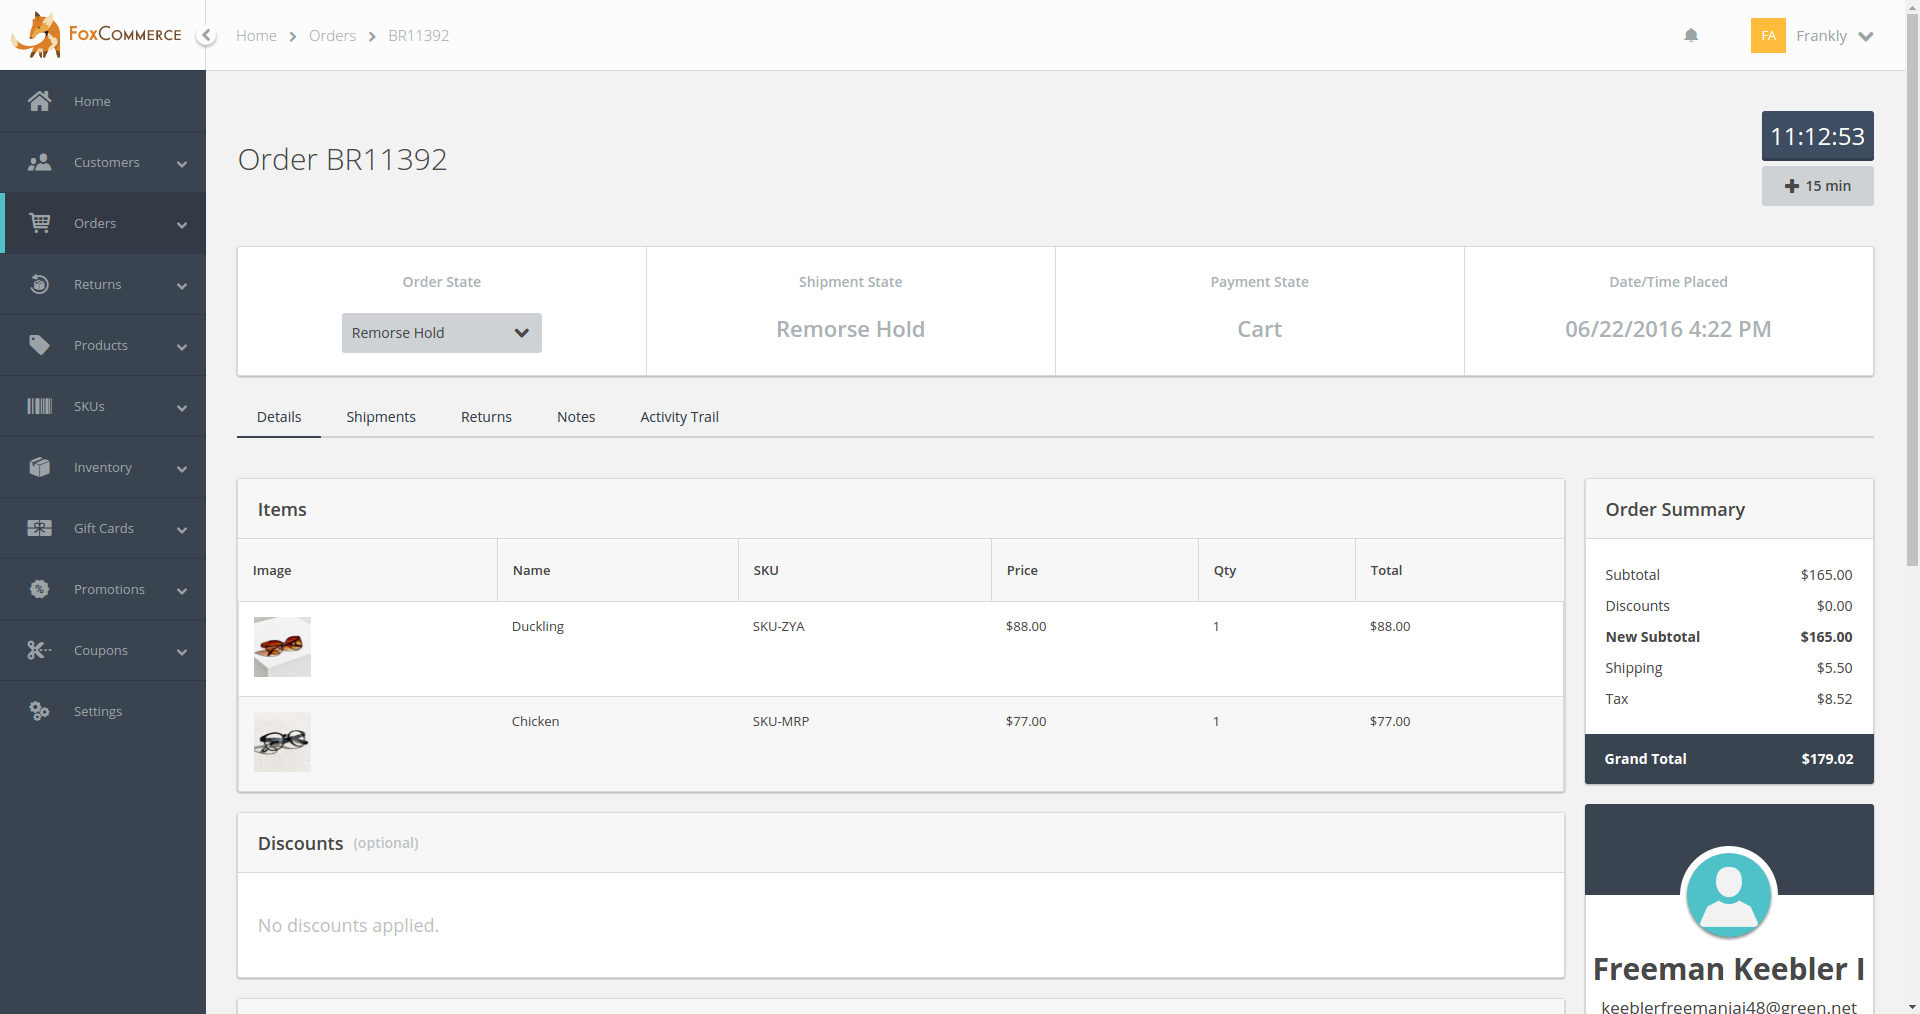 FOXCOMMERCE
Home
Orders
BR11392
FA
Frankly
Home
Customers
Orders
Returns
Products
SKUs
Inventory
Gift Cards
Promotions
Coupons
Settings
Order BR11392
11:12:53
15 min
Order State
Remorse Hold
Shipment State
Remorse Hold
Payment State
Cart
Date/Time Placed
06/22/2016 4:22 PM
Details
Shipments
Returns
Notes
Activity Trail
Items
Image
Name
SKU
Price
Qty
Total
Duckling
SKU-ZYA
$88.00
1
$88.00
Chicken
SKU-MRP
$77.00
1
$77.00
Discounts (optional)
No discounts applied.
Order Summary
Subtotal $165.00
Discounts $0.00
New Subtotal $165.00
Shipping $5.50
Tax $8.52
Grand Total $179.02
Freeman Keebler I